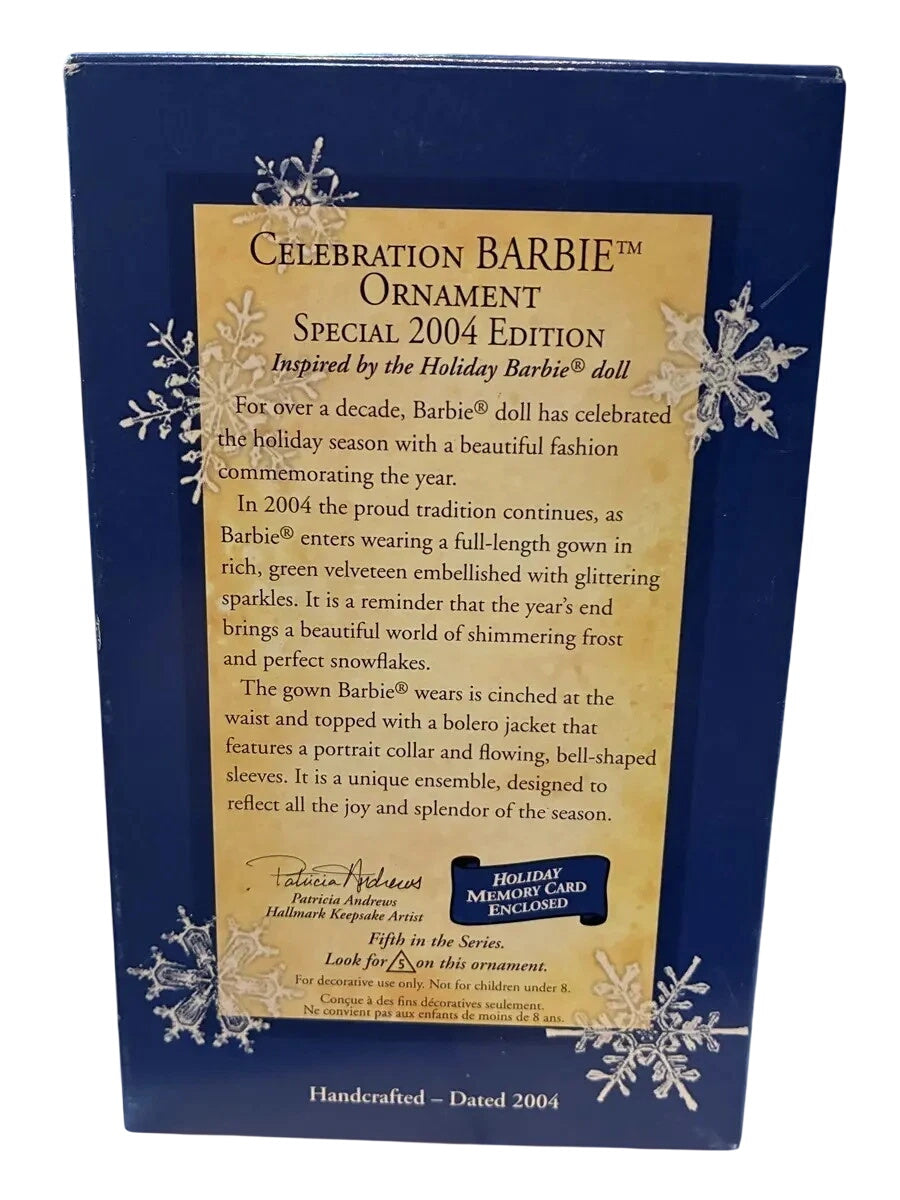 CELEBRATION BARBIE™
ORNAMENT
SPECIAL 2004 EDITION
Inspired by the Holiday Barbie® doll
For over a decade, Barbie® doll has celebrated
the holiday season with a beautiful fashion
commemorating the year.
In 2004 the proud tradition continues, as
Barbie® enters wearing a full-length gown in
rich, green velveteen embellished with glittering
sparkles. It is a reminder that the year's end
brings a beautiful world of shimmering frost
and perfect snowflakes.
The gown Barbie® wears is cinched at the
waist and topped with a bolero jacket that
features a portrait collar and flowing, bell-shaped
sleeves. It is a unique ensemble, designed to
reflect all the joy and splendor of the season.
Patricia Andrews
Patricia Andrews
Hallmark Keepsake Artist
HOLIDAY
MEMORY CARD
ENCLOSED
Fifth in the Series.
Look for 5 on this ornament.
For decorative use only. Not for children under 8.
Conçue à des fins décoratives seulement.
Ne convient pas aux enfants de moins de 8 ans.
Handcrafted – Dated 2004